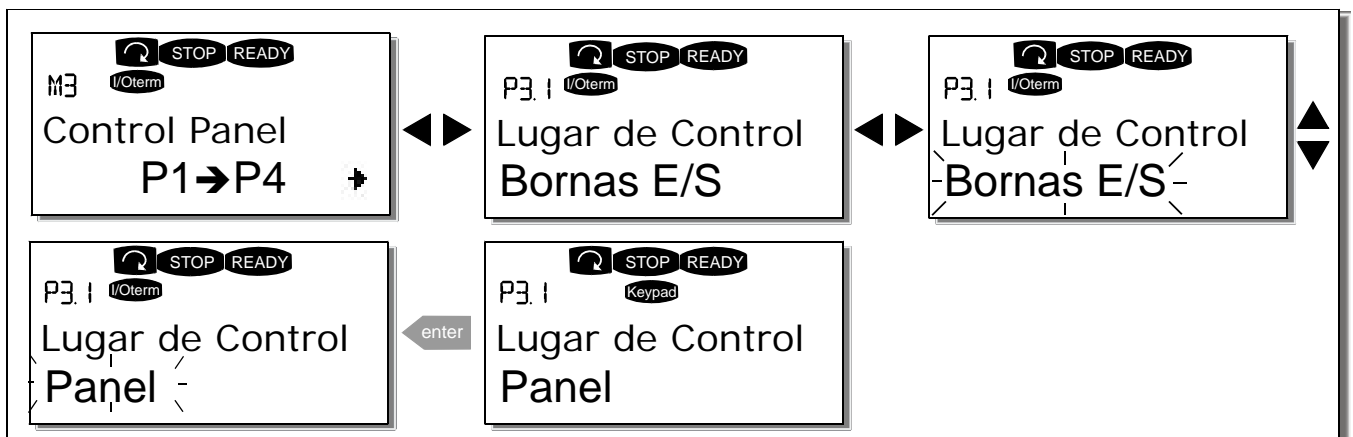 STOP READY
M3 I/Oterm
Control Panel
P1➔P4
STOP READY
P3.1 I/Oterm
Lugar de Control
Bornas E/S
STOP READY
P3.1 I/Oterm
Lugar de Control
Bornas E/S
STOP READY
P3.1 I/Oterm
Lugar de Control
Panel
enter
STOP READY
P3.1 Keypad
Lugar de Control
Panel